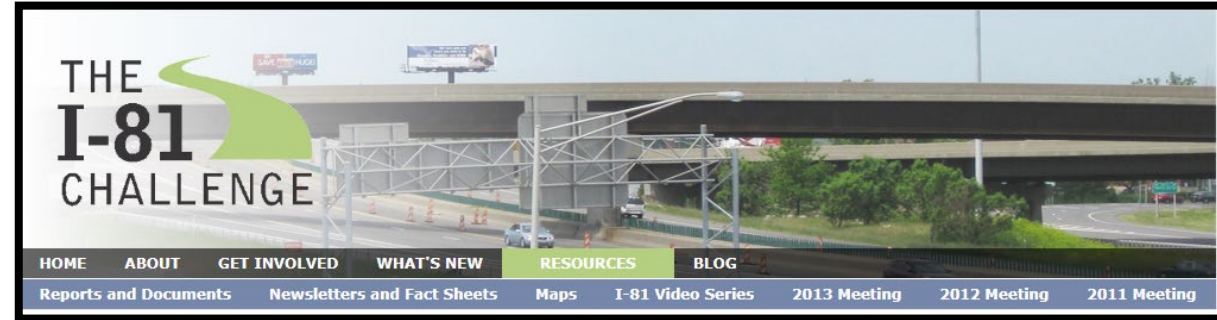 THE
I-81
CHALLENGE
HOME ABOUT GET INVOLVED WHAT'S NEW RESOURCES BLOG
Reports and Documents Newsletters and Fact Sheets Maps I-81 Video Series 2013 Meeting 2012 Meeting 2011 Meeting